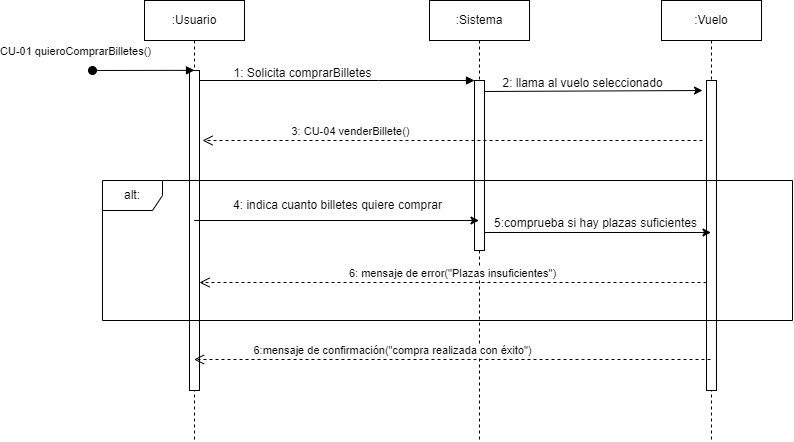 :Usuario
:Sistema
:Vuelo
CU-01 quieroComprarBilletes()
1: Solicita comprarBilletes
2: llama al vuelo seleccionado
3: CU-04 venderBillete()
alt:
4: indica cuanto billetes quiere comprar
5:comprueba si hay plazas suficientes
6: mensaje de error("Plazas insuficientes")
6:mensaje de confirmación("compra realizada con éxito")